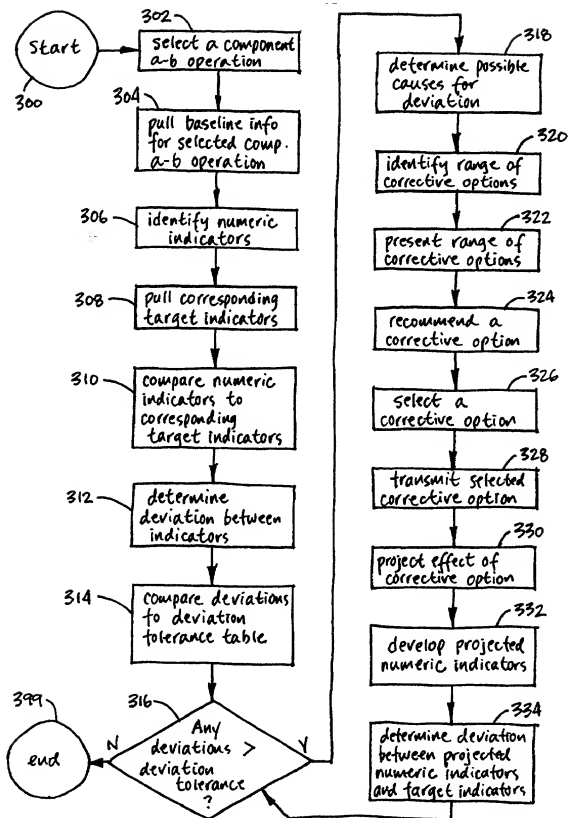 Start
300
302
select a component
a-b operation
304
pull baseline info
for selected comp.
a-b operation
306
identify numeric
indicators
308
pull corresponding
target indicators
310
compare numeric
indicators to
corresponding
target indicators
312
determine
deviation between
indicators
314
compare deviations
to deviation
tolerance table
316
Any
deviations >
deviation
tolerance
?
N
Y
399
end
318
determine possible
causes for
deviation
320
identify range of
corrective options
322
present range of
corrective options
324
recommend a
corrective option
326
select a
corrective option
328
transmit selected
corrective option
330
project effect of
corrective option
332
develop projected
numeric indicators
334
determine deviation
between projected
numeric indicators
and target indicators